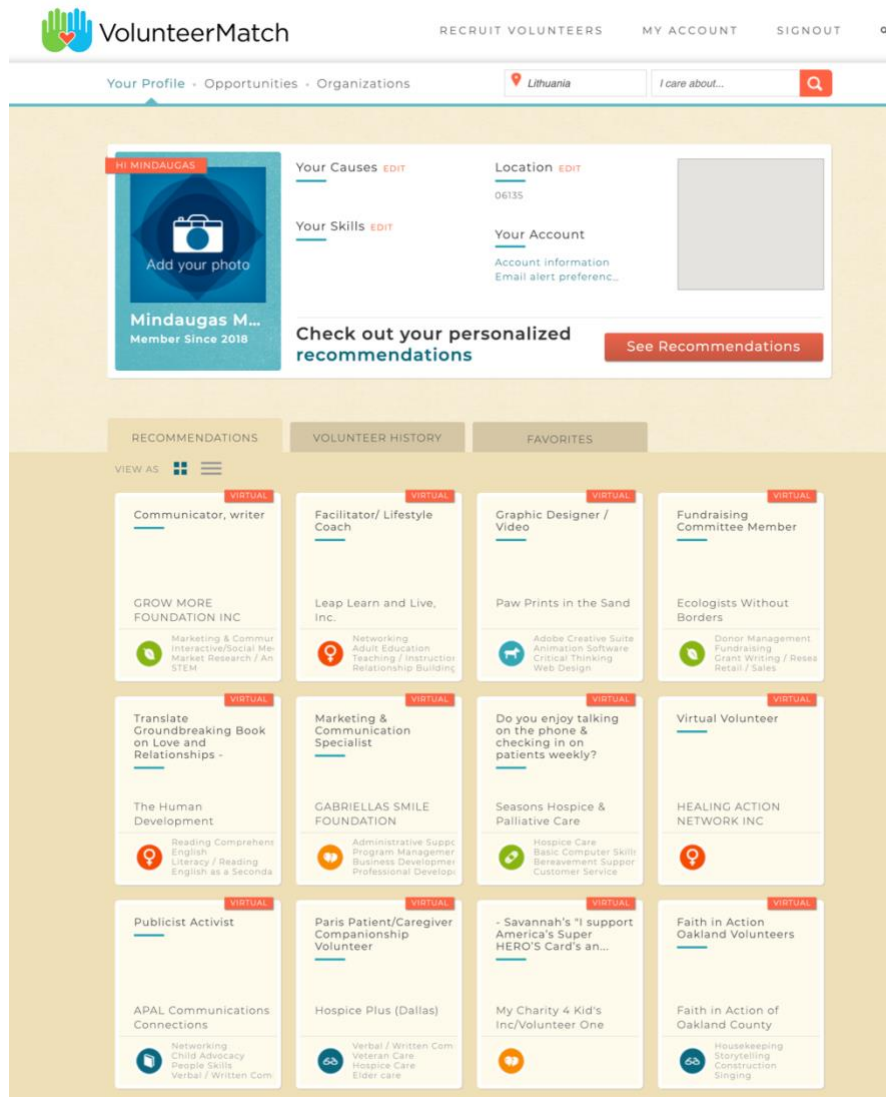 VolunteerMatch
RECRUIT VOLUNTEERS MY ACCOUNT SIGNOUT
Your Profile - Opportunities - Organizations
Lithuania
I care about...
HI MINDAUGAS
Add your photo
Mindaugas M...
Member Since 2018
Your Causes EDIT
Your Skills EDIT
Location EDIT
06135
Your Account
Account information
Email alert preferenc...
Check out your personalized
recommendations
See Recommendations
RECOMMENDATIONS
VOLUNTEER HISTORY
FAVORITES
VIEW AS
VIRTUAL
Communicator, writer
GROW MORE
FOUNDATION INC
Marketing & Commur
Interactive/Social Me
Market Research / An
STEM
VIRTUAL
Facilitator/ Lifestyle
Coach
Leap Learn and Live,
Inc.
Networking
Adult Education
Teaching / Instruction
Relationship Building
VIRTUAL
Graphic Designer /
Video
Paw Prints in the Sand
Adobe Creative Suite
Animation Software
Critical Thinking
Web Design
VIRTUAL
Fundraising
Committee Member
Ecologists Without
Borders
Donor Management
Fundraising
Grant Writing / Resea
Retail / Sales
VIRTUAL
Translate
Groundbreaking Book
on Love and
Relationships -
The Human
Development
Reading Comprehens
English
Literacy / Reading
English as a Seconda
VIRTUAL
Marketing &
Communication
Specialist
GABRIELLAS SMILE
FOUNDATION
Administrative Suppo
Program Managemer
Business Developmer
Professional Develop
VIRTUAL
Do you enjoy talking
on the phone &
checking in on
patients weekly?
Seasons Hospice &
Palliative Care
Hospice Care
Basic Computer Skills
Bereavement Suppor
Customer Service
VIRTUAL
Virtual Volunteer
HEALING ACTION
NETWORK INC
VIRTUAL
Publicist Activist
APAL Communications
Connections
Networking
Child Advocacy
People Skills
Verbal / Written Com
VIRTUAL
Paris Patient/Caregiver
Companionship
Volunteer
Hospice Plus (Dallas)
Verbal / Written Com
Veteran Care
Hospice Care
Elder care
VIRTUAL
- Savannah's "I support
America's Super
HERO'S Card's an...
My Charity 4 Kid's
Inc/Volunteer One
VIRTUAL
Faith in Action
Oakland Volunteers
Faith in Action of
Oakland County
Housekeeping
Storytelling
Construction
Singing